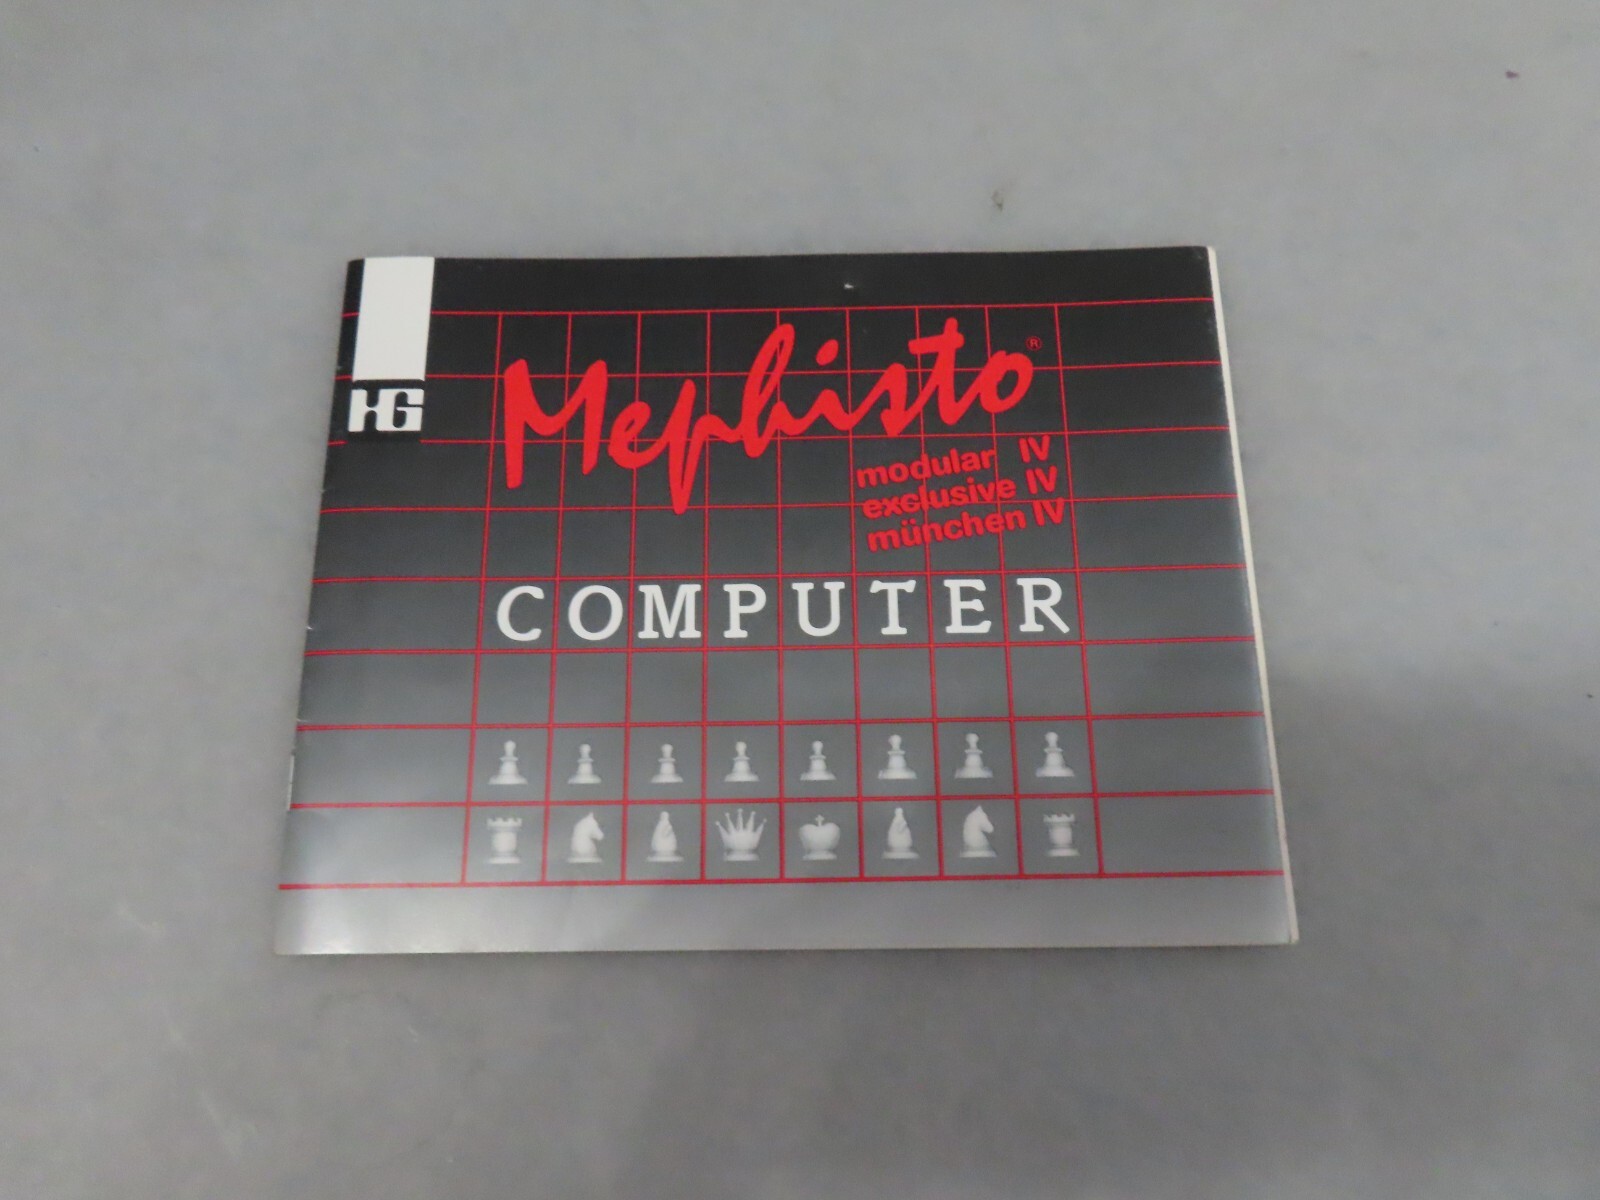 HG
Mephisto®
modular IV
exclusive IV
münchen IV
COMPUTER